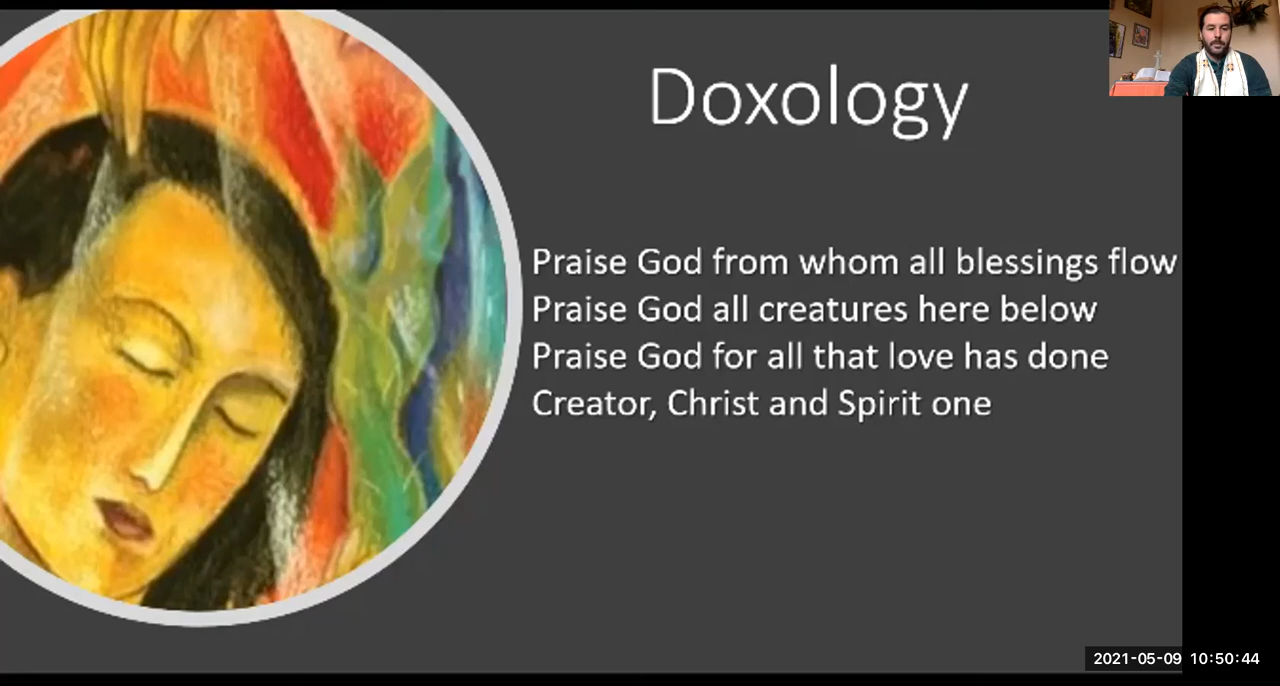 Doxology
Praise God from whom all blessings flow
Praise God all creatures here below
Praise God for all that love has done
Creator, Christ and Spirit one
2021-05-09 10:50:44